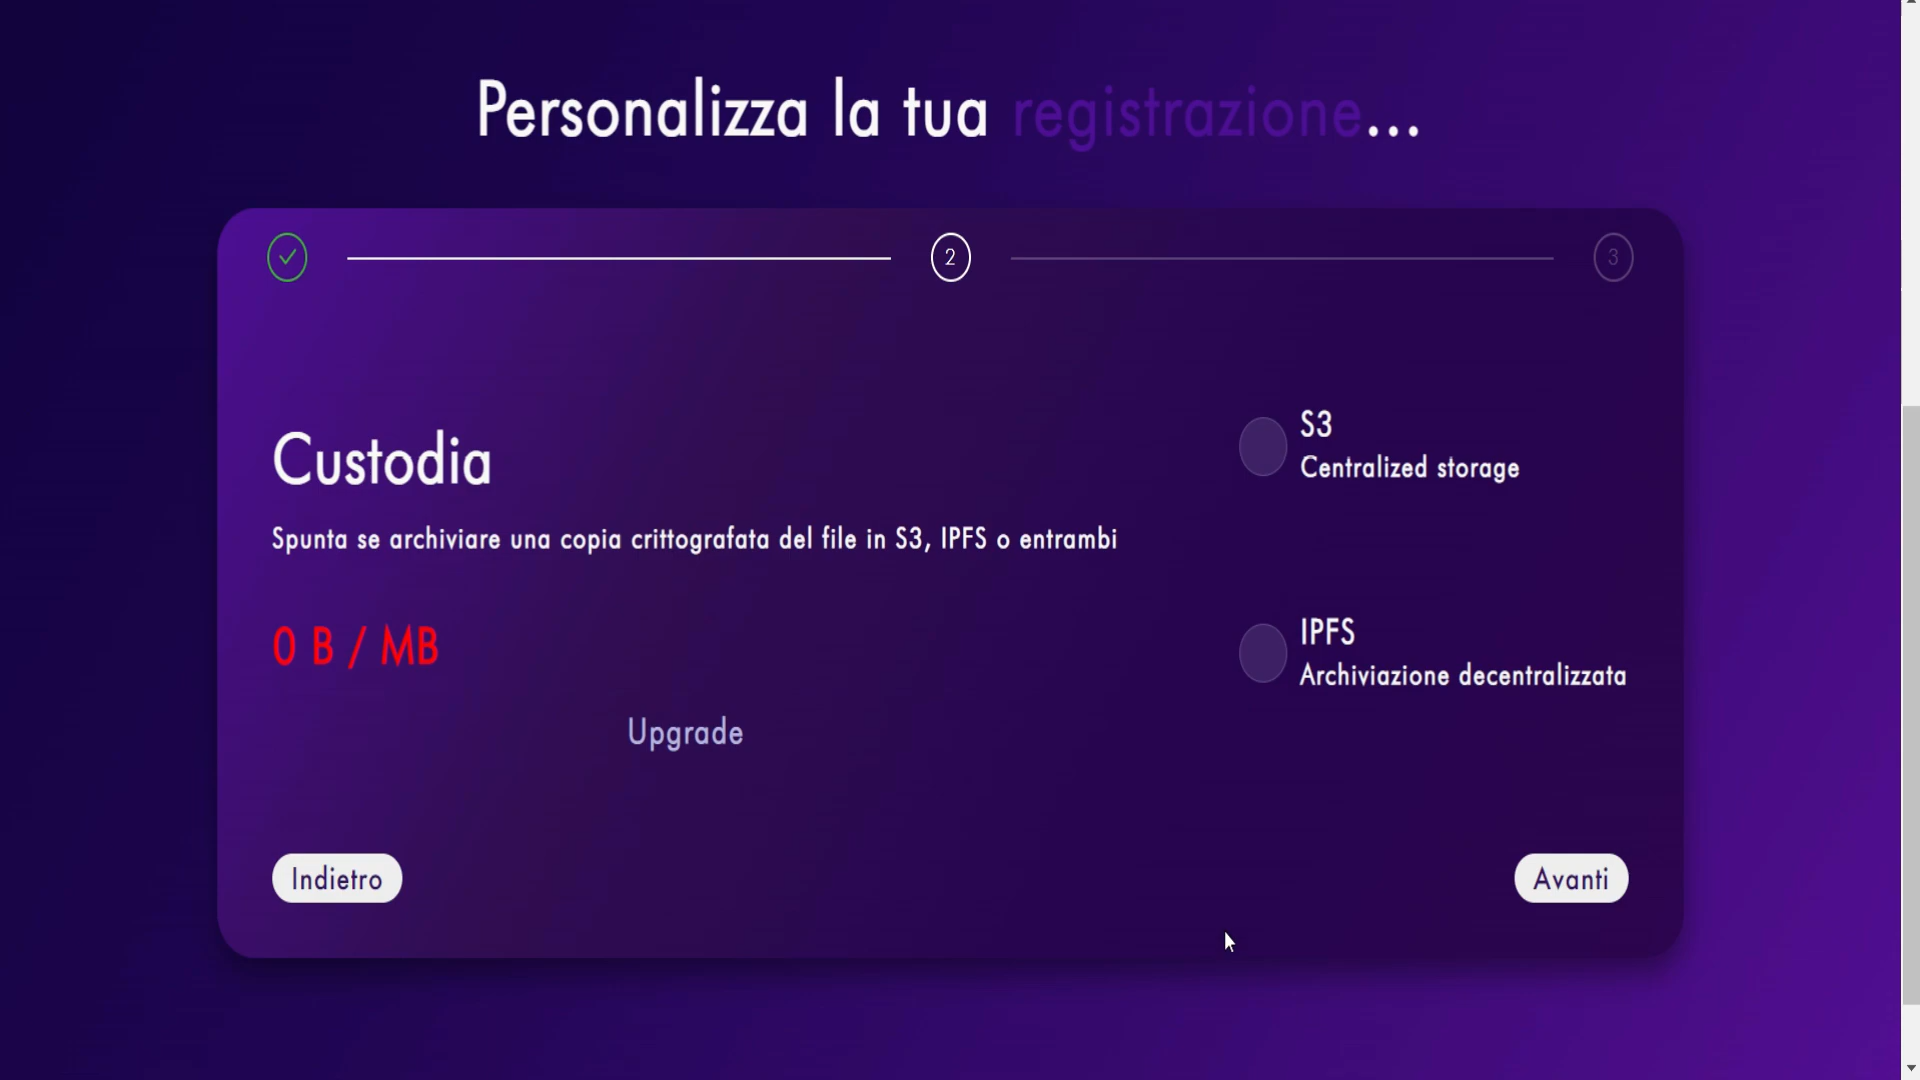 Personalizza la tua registrazione...
2
3
Custodia
Spunta se archiviare una copia crittografata del file in S3, IPFS o entrambi
0 B / MB
Upgrade
S3
Centralized storage
IPFS
Archiviazione decentralizzata
Indietro
Avanti